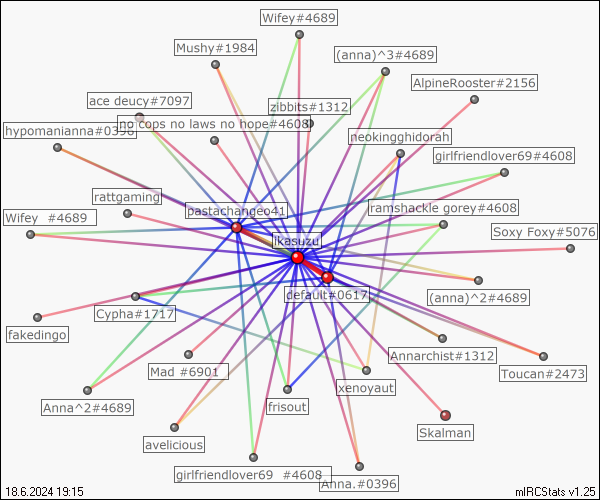 Wifey#4689
Mushy#1984
(anna)^3#4689
AlpineRooster#2156
ace deucy#7097
zibbits#1312
no cops no laws no hope#4608
hypomanianna#0398
neokingghidorah
girlfriendlover69#4608
rattgaming
pastachangeo41
ramshackle gorey#4608
Wifey #4689
Soxy Foxy#5076
ikasuzu
default#0617
(anna)^2#4689
Cypha#1717
fakedingo
Annarchist#1312
Mad #6901
Toucan#2473
xenoyaut
Anna^2#4689
frisout
Skalman
avelicious
girlfriendlover69 #4608
Anna.#0396
18.6.2024 19:15
mIRCStats v1.25